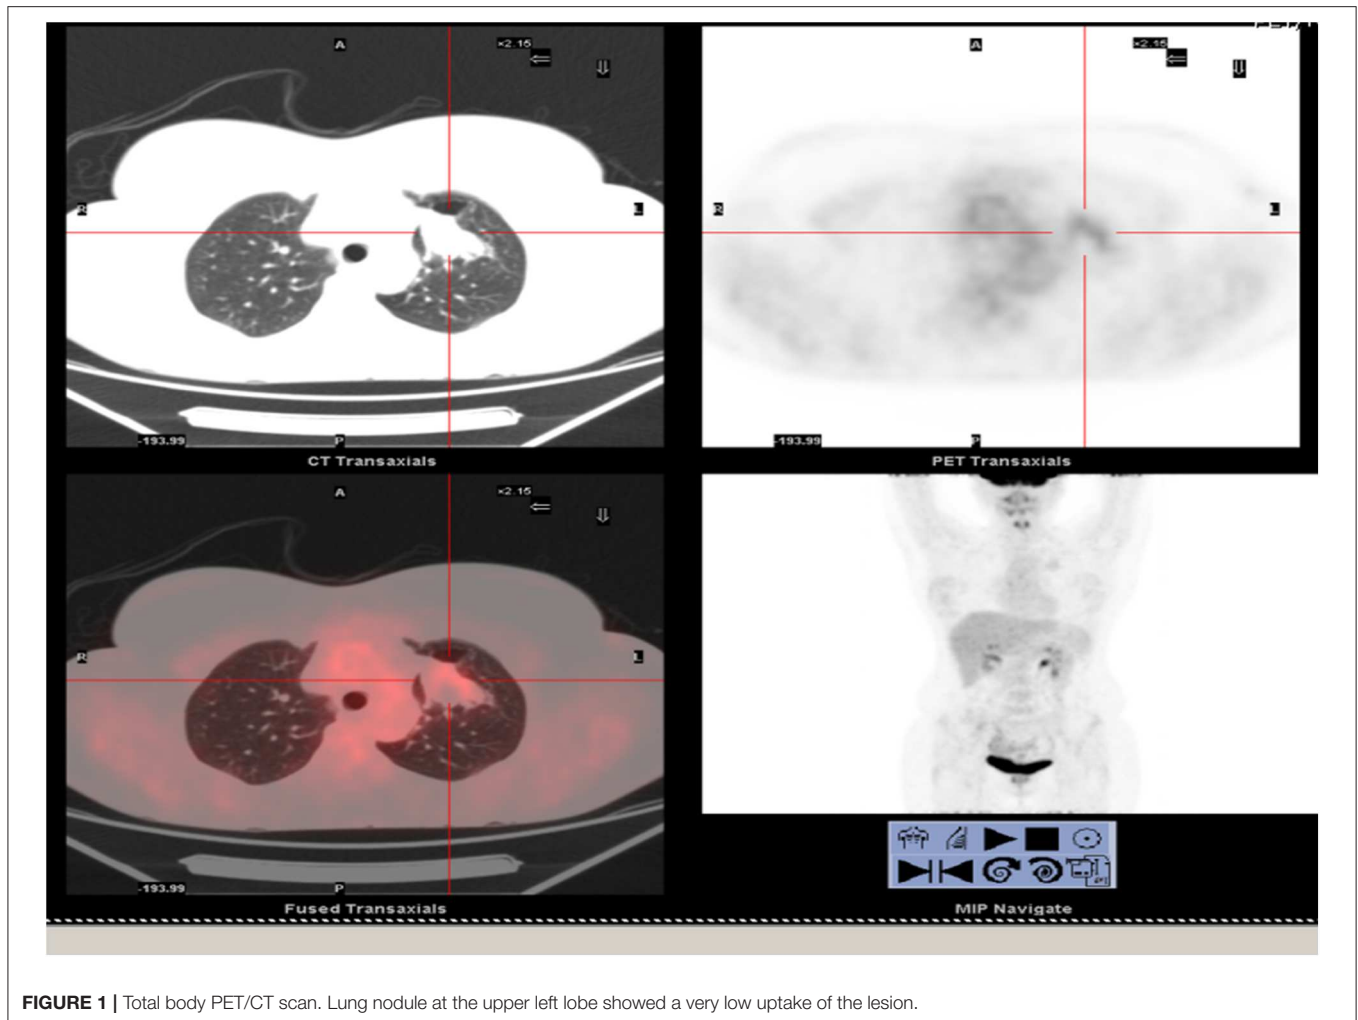 A
×2.15
A
×2.15
R
L
R
L
-193.99
P
-193.99
P
CT Transaxials
PET Transaxials
A
×2.15
R
L
-193.99
P
Fused Transaxials
MIP Navigate
FIGURE 1 | Total body PET/CT scan. Lung nodule at the upper left lobe showed a very low uptake of the lesion.